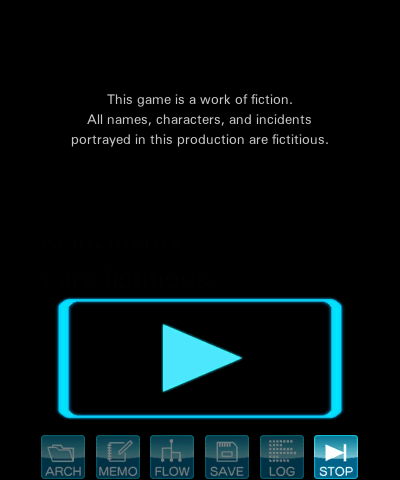 This game is a work of fiction.
All names, characters, and incidents
portrayed in this production are fictitious.
ARCH MEMO FLOW SAVE LOG STOP